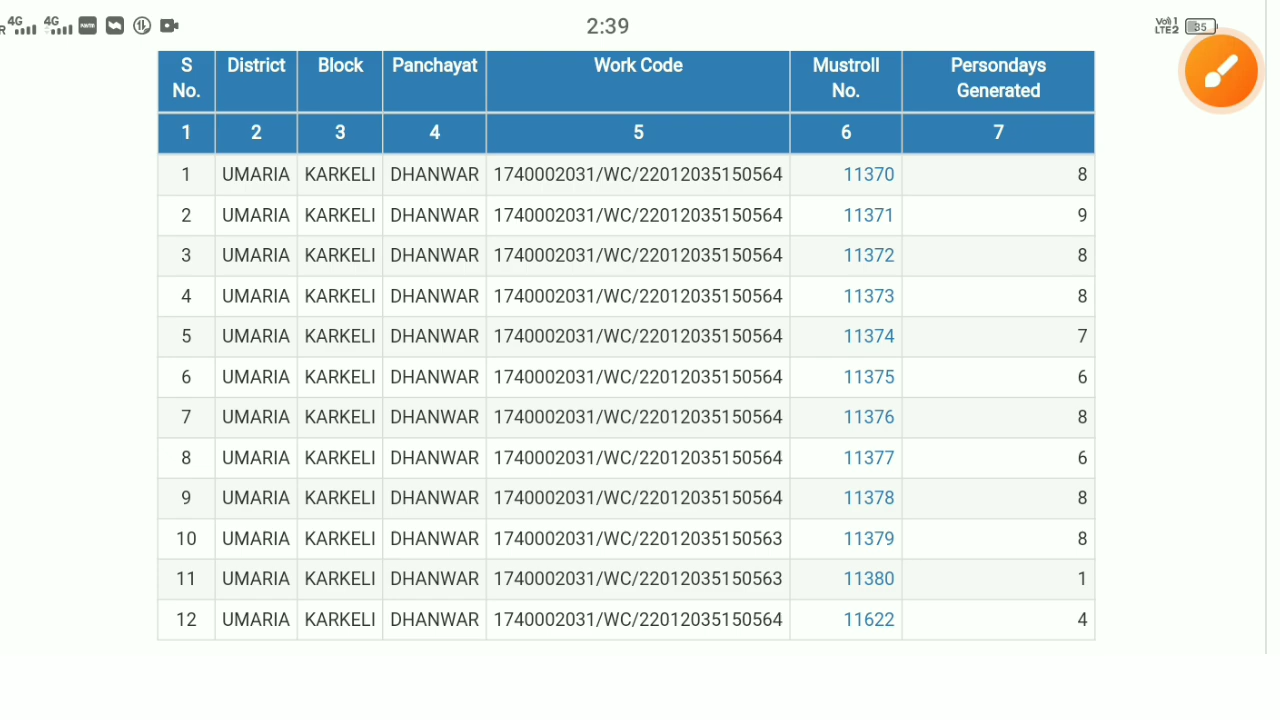 4G 4G 2:39 Vo)) 1 LTE2 35
S No. District Block Panchayat Work Code Mustroll No. Persondays Generated
1 2 3 4 5 6 7
1 UMARIA KARKELI DHANWAR 1740002031/WC/22012035150564 11370 8
2 UMARIA KARKELI DHANWAR 1740002031/WC/22012035150564 11371 9
3 UMARIA KARKELI DHANWAR 1740002031/WC/22012035150564 11372 8
4 UMARIA KARKELI DHANWAR 1740002031/WC/22012035150564 11373 8
5 UMARIA KARKELI DHANWAR 1740002031/WC/22012035150564 11374 7
6 UMARIA KARKELI DHANWAR 1740002031/WC/22012035150564 11375 6
7 UMARIA KARKELI DHANWAR 1740002031/WC/22012035150564 11376 8
8 UMARIA KARKELI DHANWAR 1740002031/WC/22012035150564 11377 6
9 UMARIA KARKELI DHANWAR 1740002031/WC/22012035150564 11378 8
10 UMARIA KARKELI DHANWAR 1740002031/WC/22012035150563 11379 8
11 UMARIA KARKELI DHANWAR 1740002031/WC/22012035150563 11380 1
12 UMARIA KARKELI DHANWAR 1740002031/WC/22012035150564 11622 4